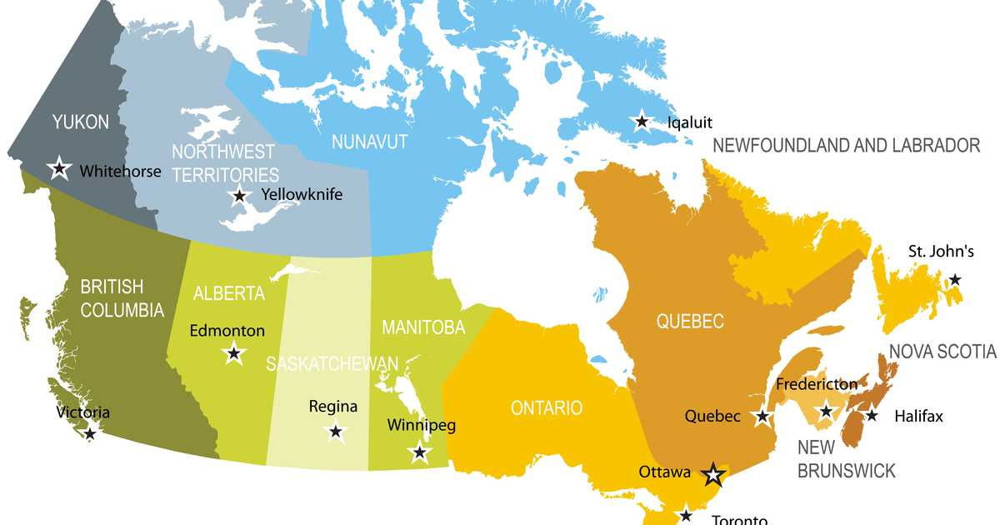 YUKON
Whitehorse
NORTHWEST
TERRITORIES
Yellowknife
NUNAVUT
Iqaluit
NEWFOUNDLAND AND LABRADOR
St. John's
BRITISH
COLUMBIA
Victoria
ALBERTA
Edmonton
SASKATCHEWAN
Regina
MANITOBA
Winnipeg
ONTARIO
QUEBEC
Quebec
Ottawa
Toronto
NOVA SCOTIA
Fredericton
Halifax
NEW
BRUNSWICK